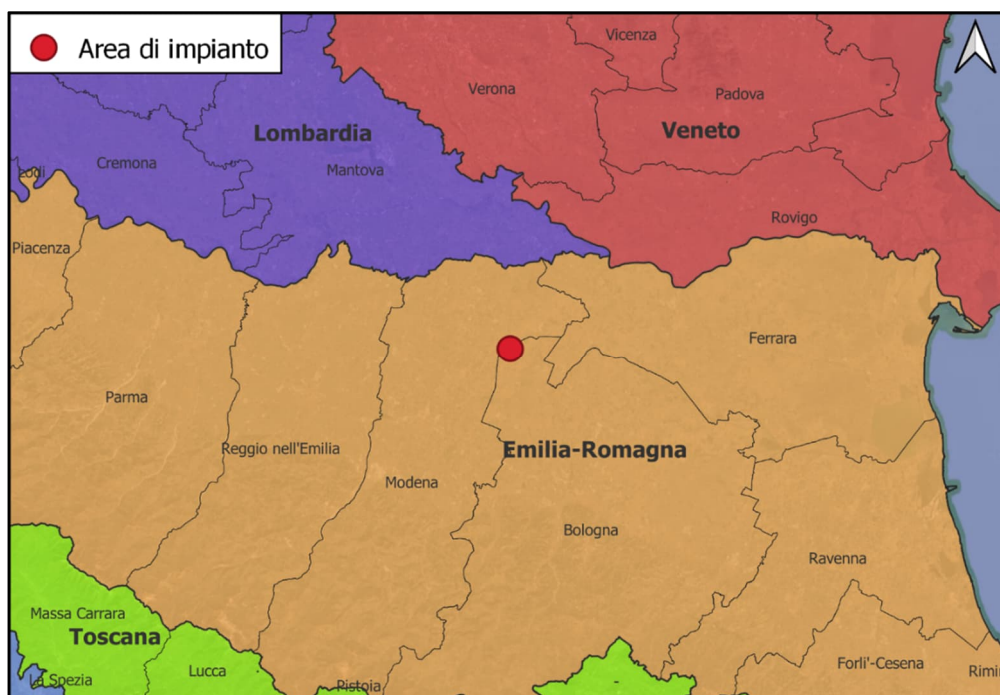 Area di impianto
Vicenza
Verona
Padova
Lombardia
Veneto
Cremona
Mantova
Lodi
Rovigo
Piacenza
Ferrara
Parma
Reggio nell'Emilia
Emilia-Romagna
Modena
Bologna
Ravenna
Massa Carrara
Toscana
Lucca
Forli'-Cesena
La Spezia
Pistoia
Rimi